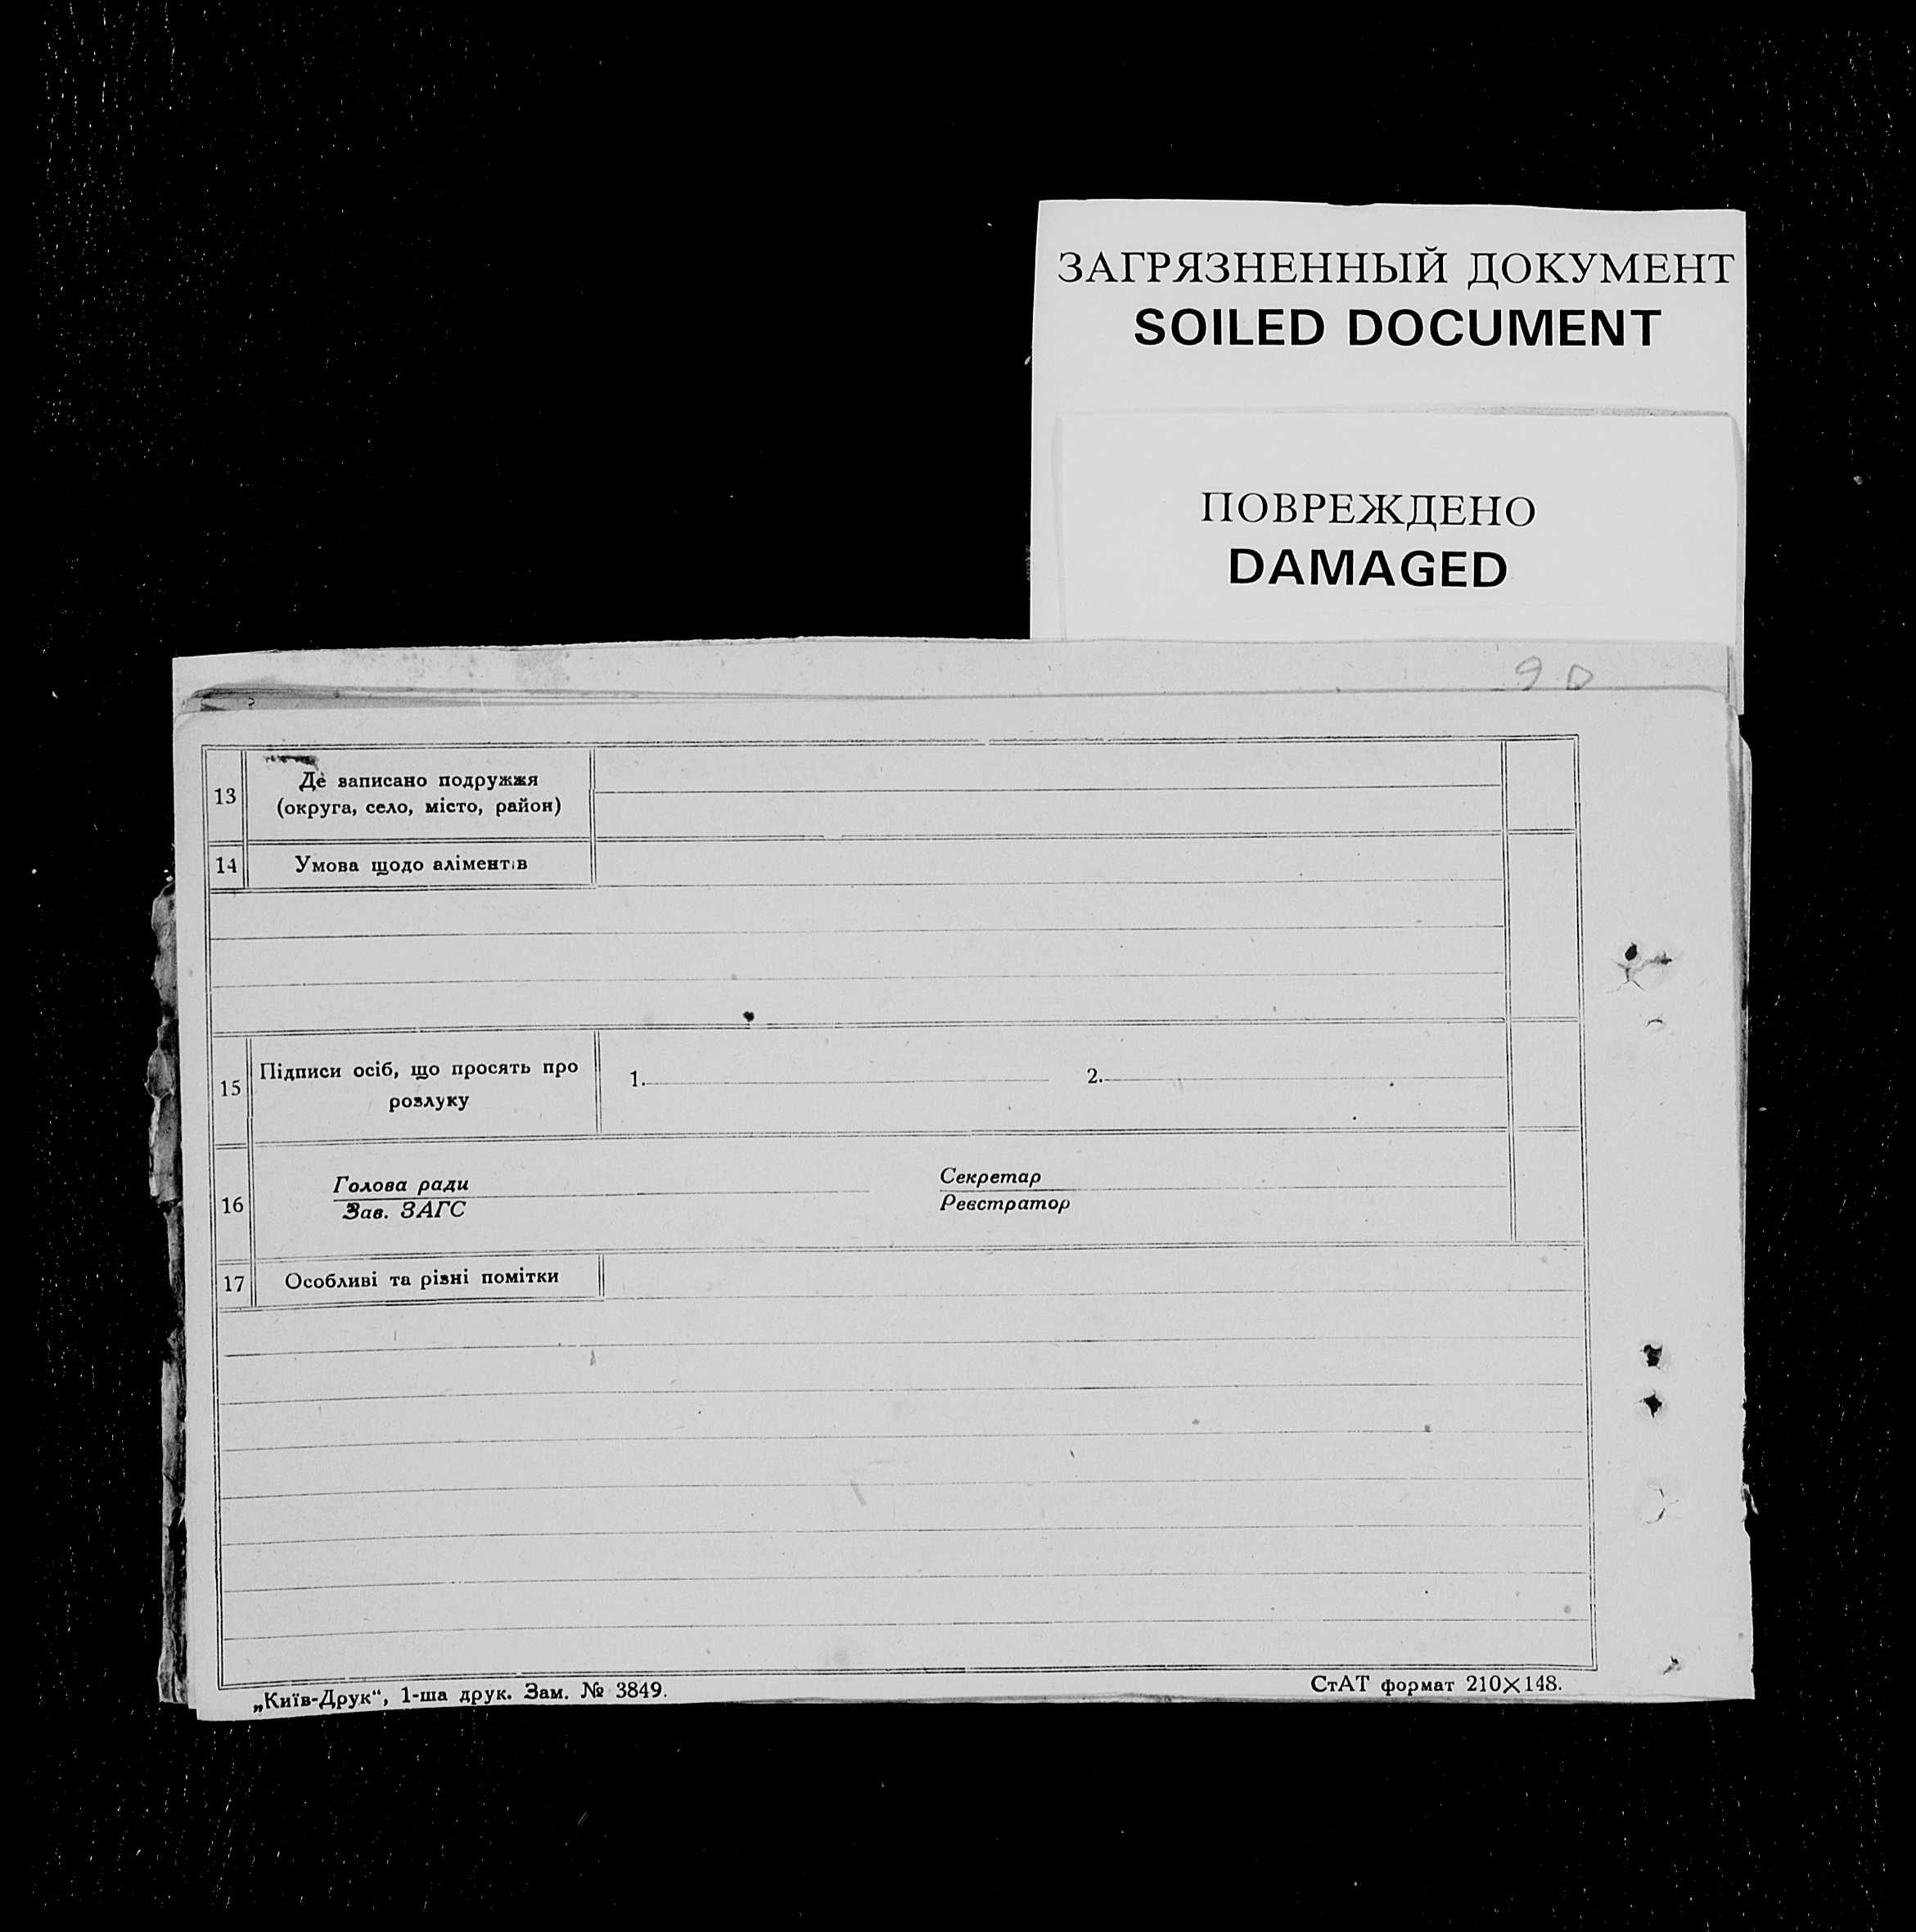 ЗАГРЯЗНЕННЫЙ ДОКУМЕНТ
SOILED DOCUMENT
ПОВРЕЖДЕНО
DAMAGED
90
13
Де записано подружжя
(округа, село, місто, район)
14
Умова щодо аліментів
15
Підписи осіб, що просять про
розлуку
1.
2.
16
Голова ради
Зав. ЗАГС
Секретар
Реєстратор
17
Особливі та різні помітки
„Київ-Друк“, 1-ша друк. Зам. № 3849.
СтАТ формат 210×148.